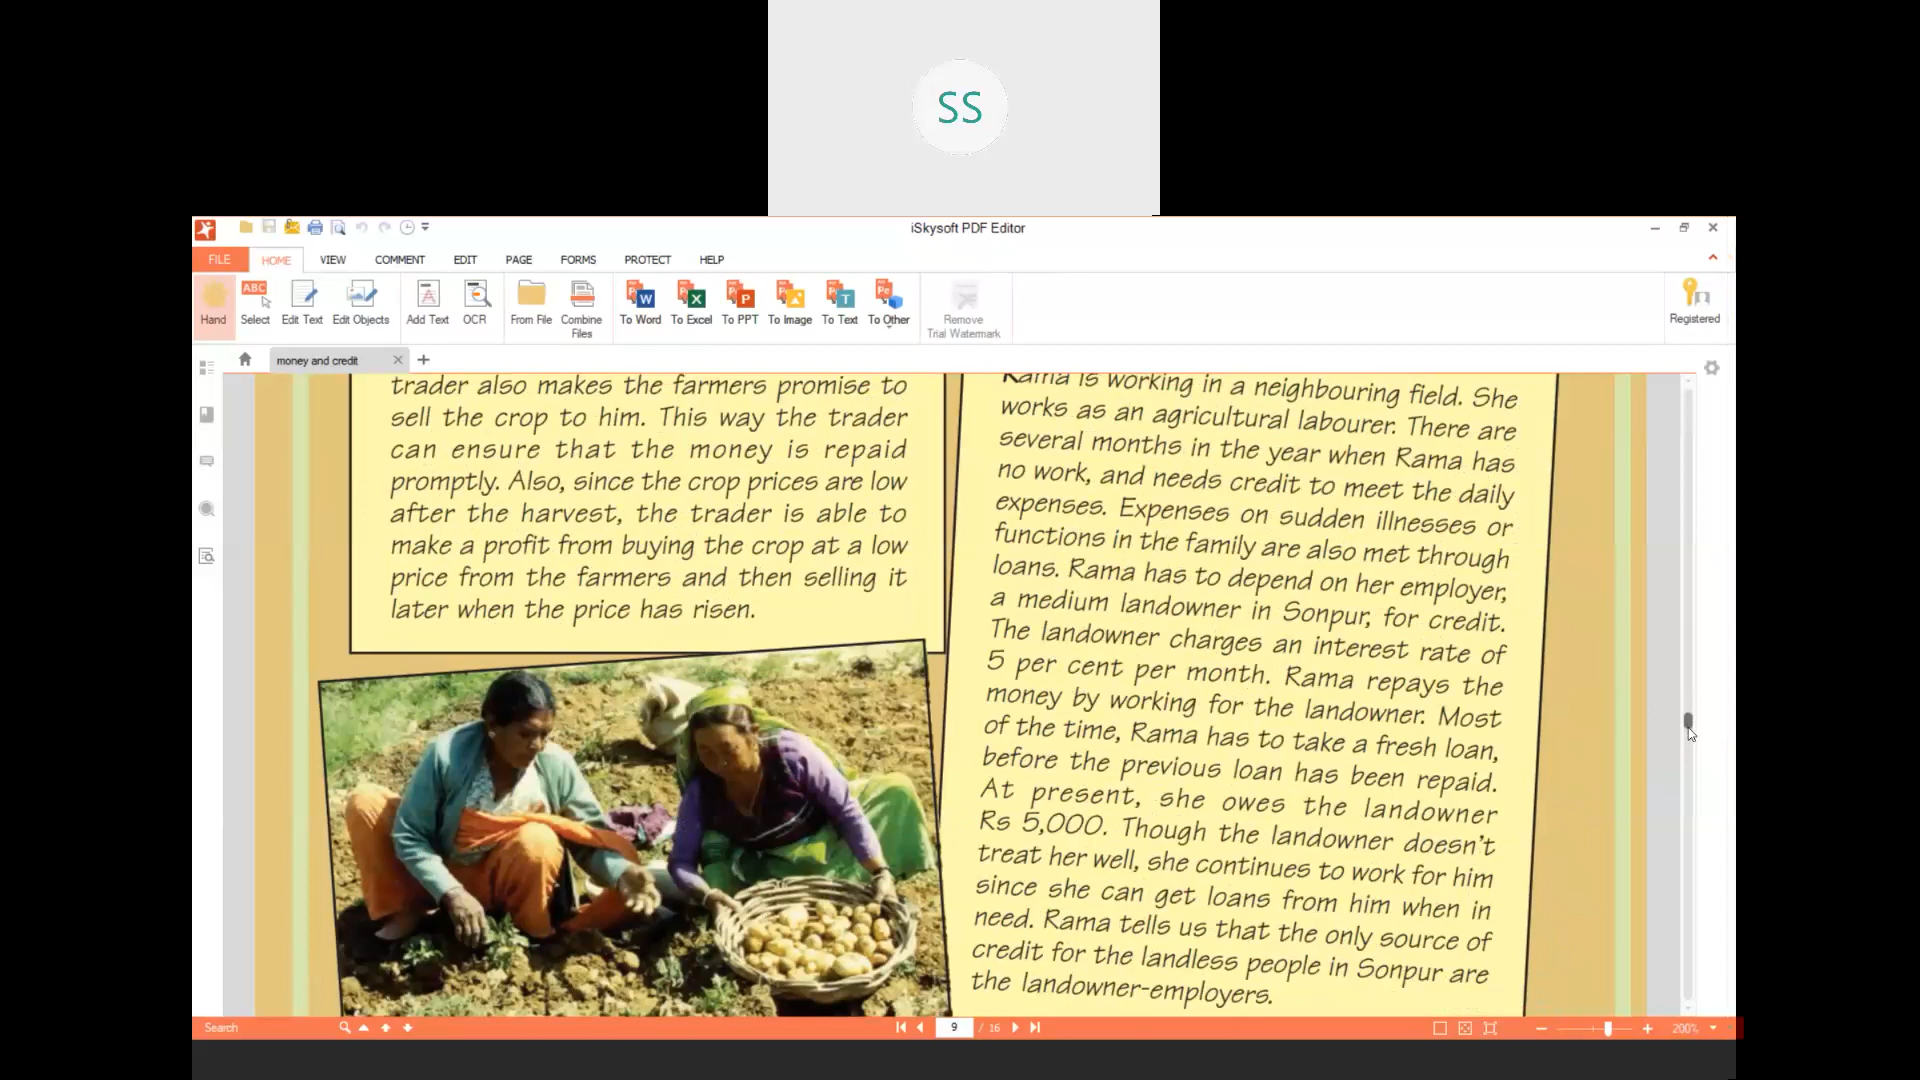 SS
iSkysoft PDF Editor
FILE HOME VIEW COMMENT EDIT PAGE FORMS PROTECT HELP
Hand Select Edit Text Edit Objects Add Text OCR From File Combine Files To Word To Excel To PPT To Image To Text To Other Remove Trial Watermark Registered
money and credit
trader also makes the farmers promise to
sell the crop to him. This way the trader
can ensure that the money is repaid
promptly. Also, since the crop prices are low
after the harvest, the trader is able to
make a profit from buying the crop at a low
price from the farmers and then selling it
later when the price has risen.
Rama is working in a neighbouring field. She
works as an agricultural labourer. There are
several months in the year when Rama has
no work, and needs credit to meet the daily
expenses. Expenses on sudden illnesses or
functions in the family are also met through
loans. Rama has to depend on her employer,
a medium landowner in Sonpur, for credit.
The landowner charges an interest rate of
5 per cent per month. Rama repays the
money by working for the landowner. Most
of the time, Rama has to take a fresh loan,
before the previous loan has been repaid.
At present, she owes the landowner
Rs 5,000. Though the landowner doesn't
treat her well, she continues to work for him
since she can get loans from him when in
need. Rama tells us that the only source of
credit for the landless people in Sonpur are
the landowner-employers.
Search 9 / 16 200%